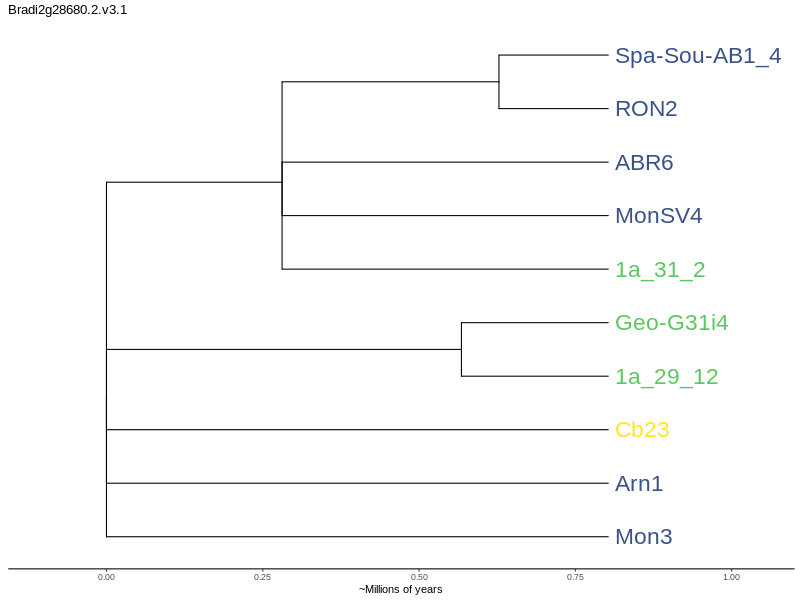 Bradi2g28680.2.v3.1
Spa-Sou-AB1_4
RON2
ABR6
MonSV4
1a_31_2
Geo-G31i4
1a_29_12
Cb23
Arn1
Mon3
0.00 0.25 0.50 0.75 1.00
~Millions of years